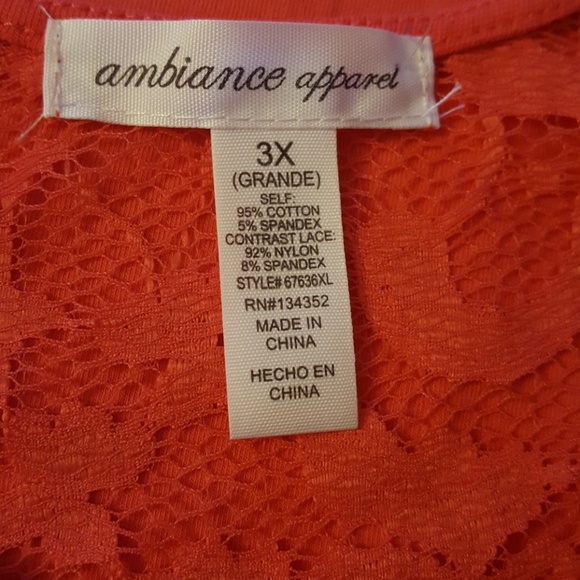 ambiance apparel
3X
(GRANDE)
SELF:
95% COTTON
5% SPANDEX
CONTRAST LACE:
92% NYLON
8% SPANDEX
STYLE# 67636XL
RN#134352
MADE IN
CHINA
HECHO EN
CHINA